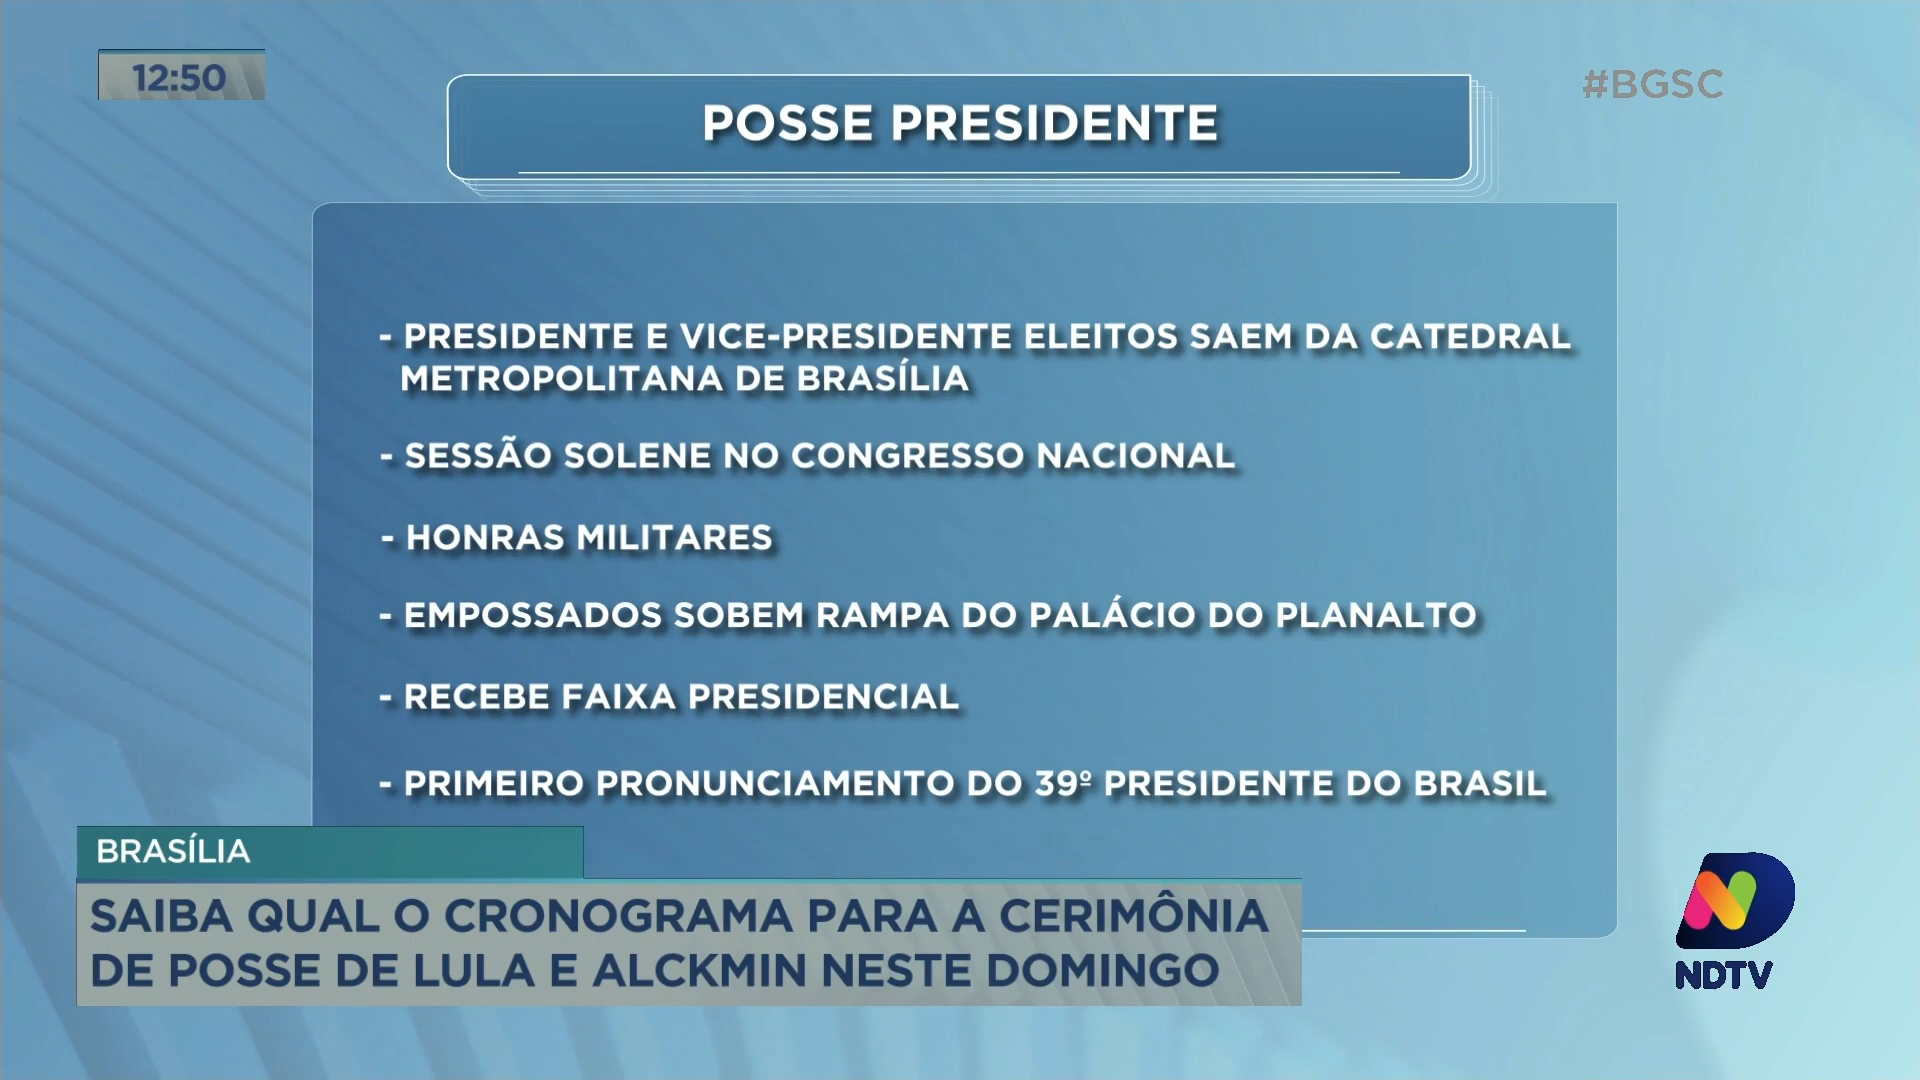 12:50
#BGSC
POSSE PRESIDENTE
- PRESIDENTE E VICE-PRESIDENTE ELEITOS SAEM DA CATEDRAL
METROPOLITANA DE BRASÍLIA
- SESSÃO SOLENE NO CONGRESSO NACIONAL
- HONRAS MILITARES
- EMPOSSADOS SOBEM RAMPA DO PALÁCIO DO PLANALTO
- RECEBE FAIXA PRESIDENCIAL
- PRIMEIRO PRONUNCIAMENTO DO 39º PRESIDENTE DO BRASIL
BRASÍLIA
SAIBA QUAL O CRONOGRAMA PARA A CERIMÔNIA
DE POSSE DE LULA E ALCKMIN NESTE DOMINGO
NDTV